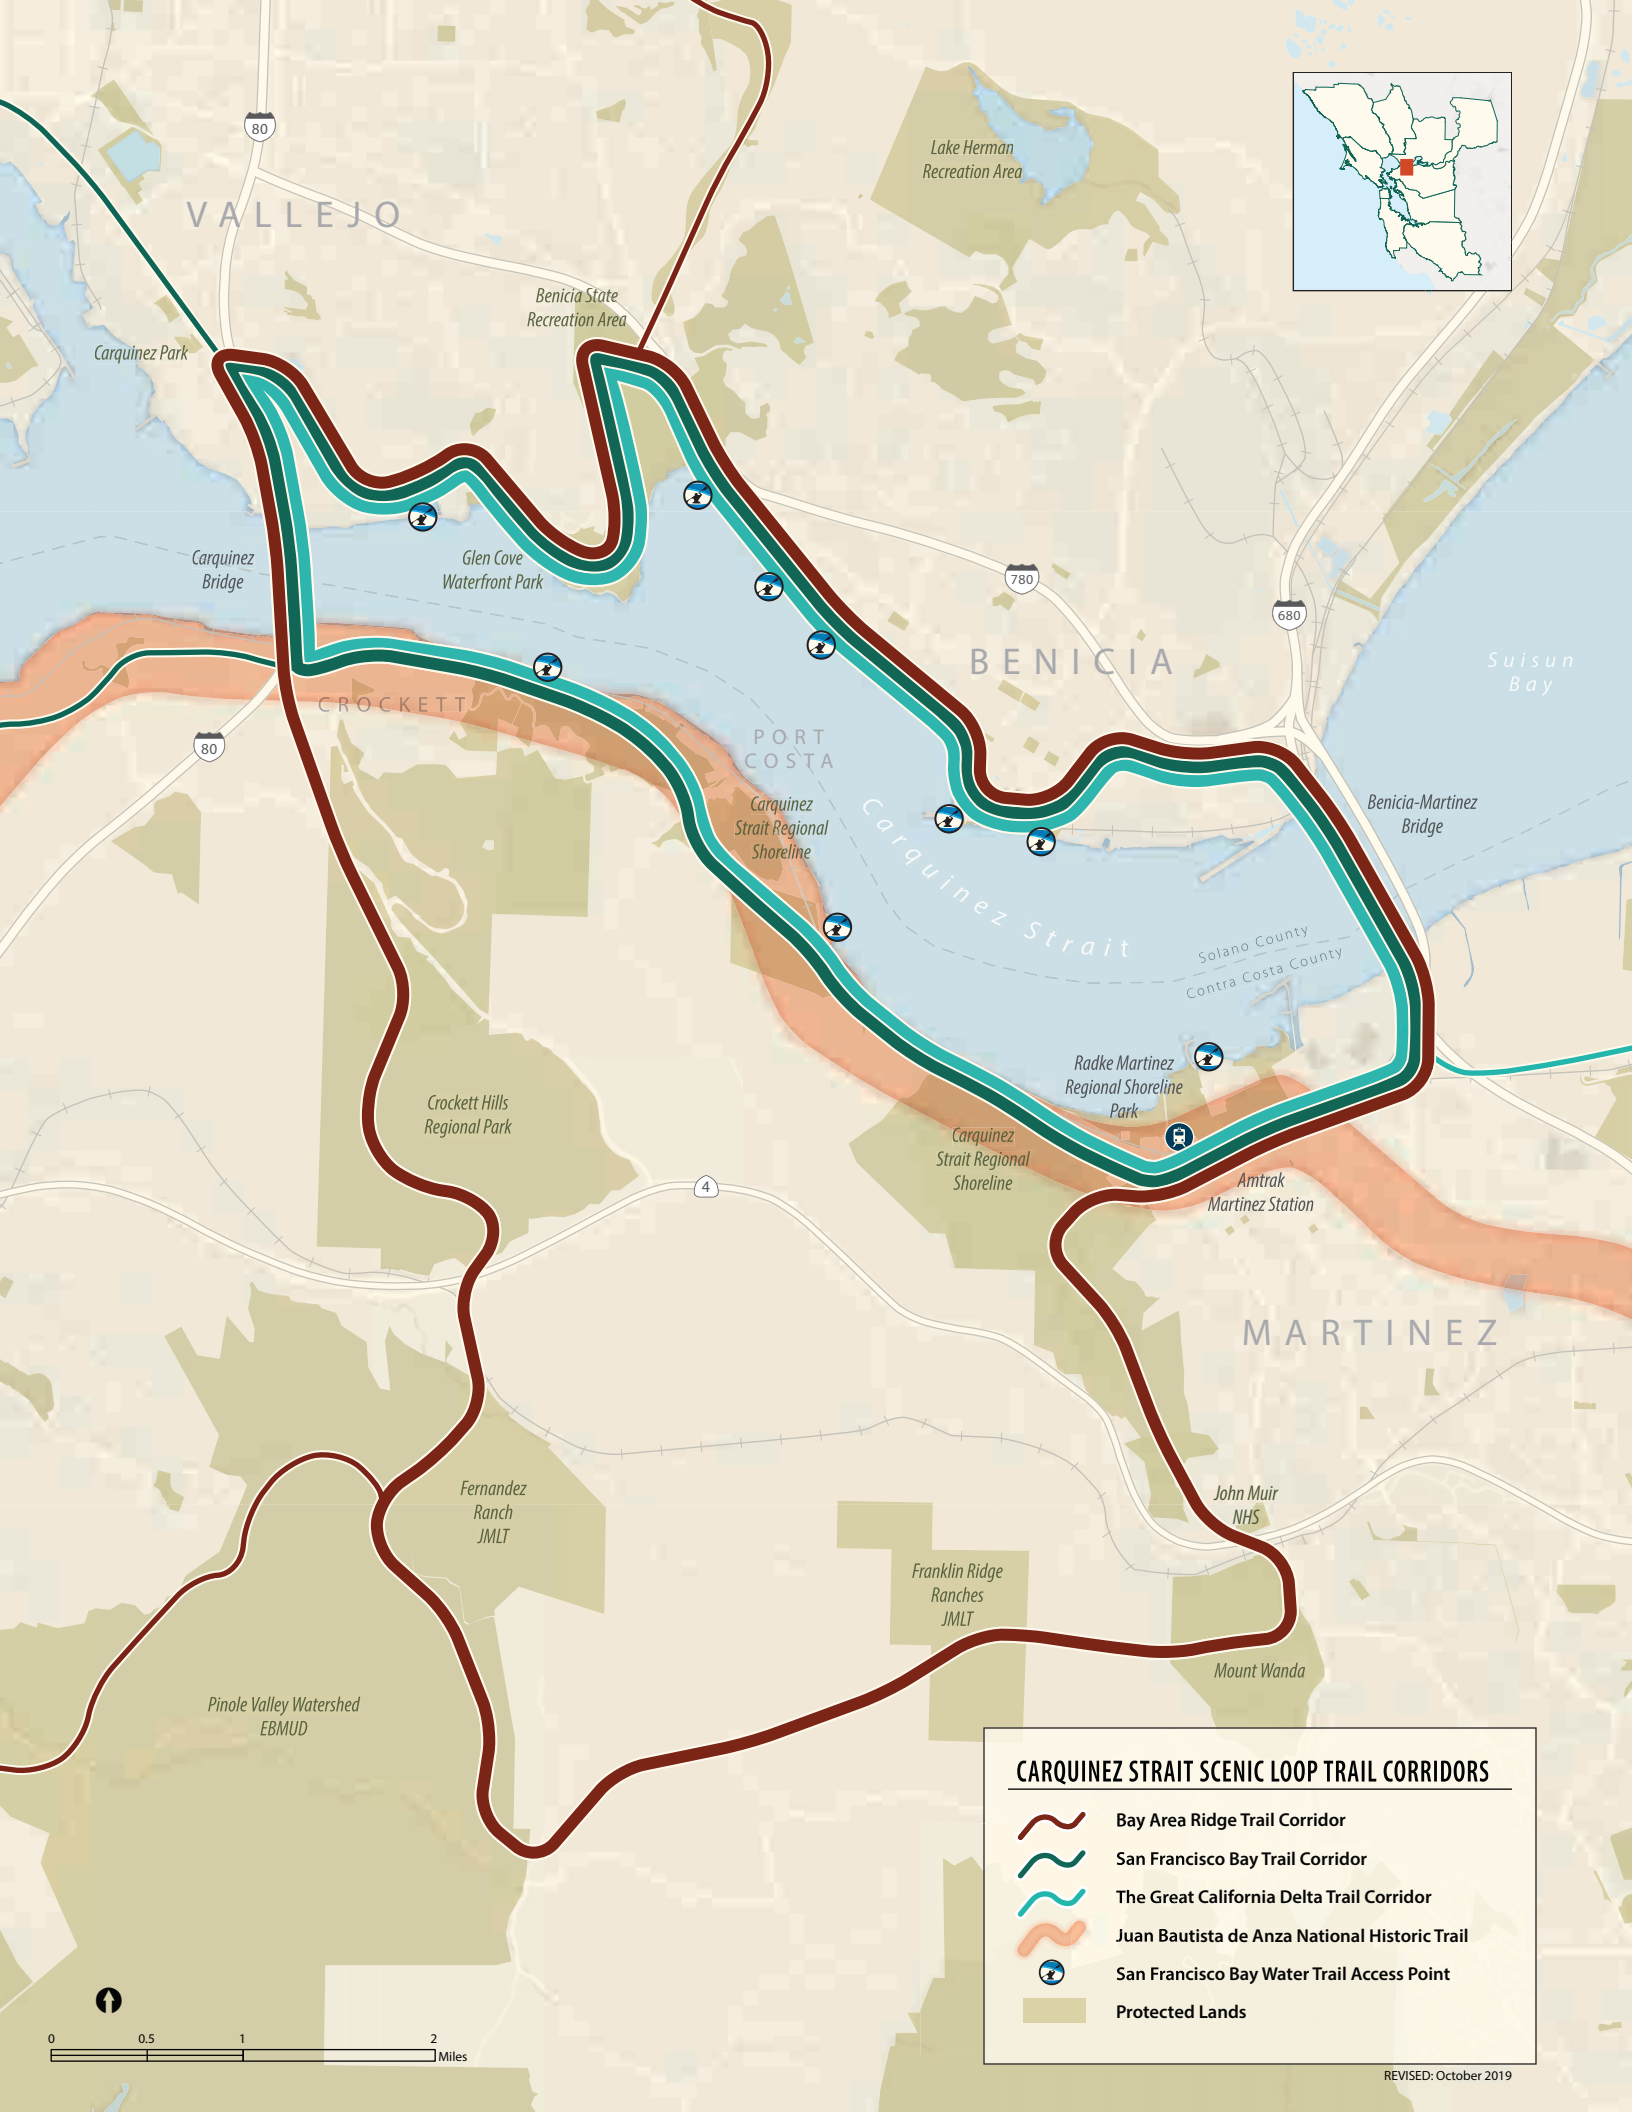 80
VALLEJO
Lake Herman
Recreation Area
Benicia State
Recreation Area
Carquinez Park
Carquinez
Bridge
Glen Cove
Waterfront Park
780
680
BENICIA
Suisun
Bay
CROCKETT
80
PORT
COSTA
Carquinez
Strait Regional
Shoreline
Carquinez Strait
Benicia-Martinez
Bridge
Solano County
Contra Costa County
Radke Martinez
Regional Shoreline
Park
Crockett Hills
Regional Park
Carquinez
Strait Regional
Shoreline
4
Amtrak
Martinez Station
MARTINEZ
Fernandez
Ranch
JMLT
John Muir
NHS
Franklin Ridge
Ranches
JMLT
Mount Wanda
Pinole Valley Watershed
EBMUD
CARQUINEZ STRAIT SCENIC LOOP TRAIL CORRIDORS
Bay Area Ridge Trail Corridor
San Francisco Bay Trail Corridor
The Great California Delta Trail Corridor
Juan Bautista de Anza National Historic Trail
San Francisco Bay Water Trail Access Point
Protected Lands
0 0.5 1 2
Miles
REVISED: October 2019